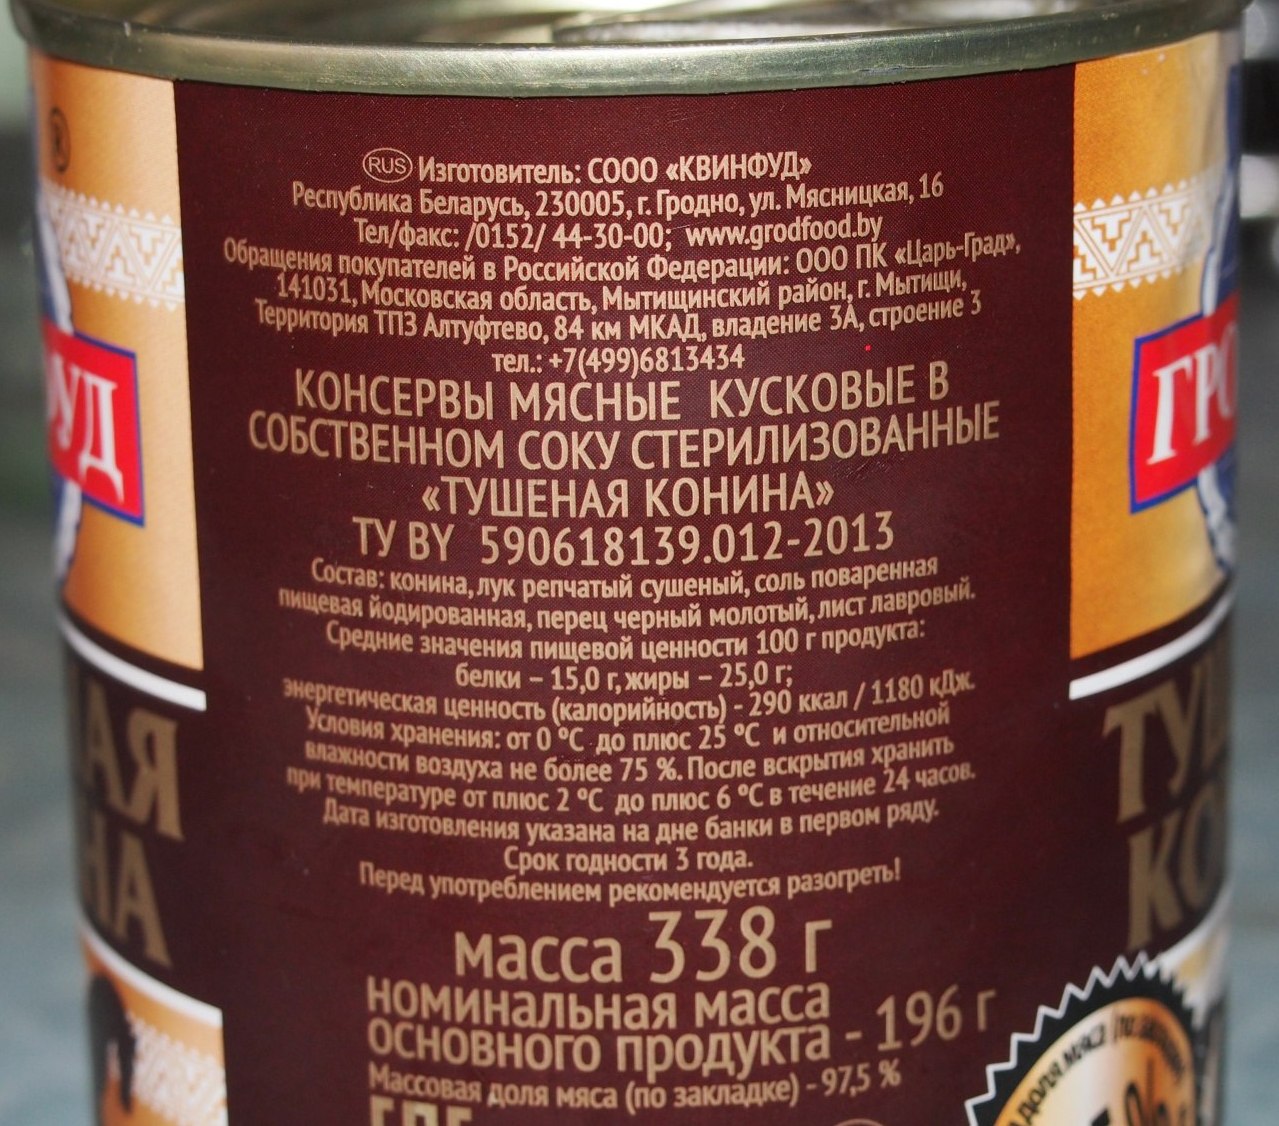 RUS Изготовитель: СООО «КВИНФУД»
Республика Беларусь, 230005, г. Гродно, ул. Мясницкая, 16
Тел/факс: /0152/ 44-30-00; www.grodfood.by
Обращения покупателей в Российской Федерации: ООО ПК «Царь-Град»,
141031, Московская область, Мытищинский район, г. Мытищи,
Территория ТПЗ Алтуфтево, 84 км МКАД, владение 3А, строение 3
тел.: +7(499)6813434
КОНСЕРВЫ МЯСНЫЕ КУСКОВЫЕ В
СОБСТВЕННОМ СОКУ СТЕРИЛИЗОВАННЫЕ
«ТУШЕНАЯ КОНИНА»
ТУ BY 590618139.012-2013
Состав: конина, лук репчатый сушеный, соль поваренная
пищевая йодированная, перец черный молотый, лист лавровый.
Средние значения пищевой ценности 100 г продукта:
белки – 15,0 г, жиры – 25,0 г;
энергетическая ценность (калорийность) - 290 ккал / 1180 кДж.
Условия хранения: от 0 °С до плюс 25 °С и относительной
влажности воздуха не более 75 %. После вскрытия хранить
при температуре от плюс 2 °С до плюс 6 °С в течение 24 часов.
Дата изготовления указана на дне банки в первом ряду.
Срок годности 3 года.
Перед употреблением рекомендуется разогреть!
масса 338 г
номинальная масса
основного продукта - 196 г
Массовая доля мяса (по закладке) - 97,5 %
®
УД
АЯ
НА
ГРО
ТУШ
КО
доля мяса (по закладке)